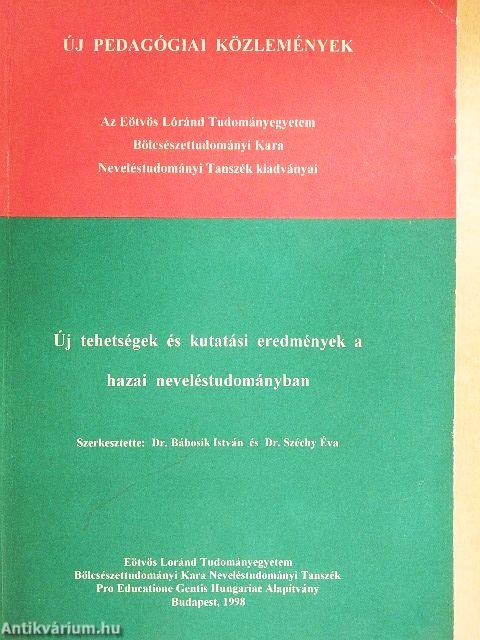 ÚJ PEDAGÓGIAI KÖZLEMÉNYEK
Az Eötvös Lóránd Tudományegyetem
Bölcsészettudományi Kara
Neveléstudományi Tanszék kiadványai
Új tehetségek és kutatási eredmények a
hazai neveléstudományban
Szerkesztette: Dr. Bábosik István és Dr. Széchy Éva
Eötvös Loránd Tudományegyetem
Bölcsészettudományi Kara Neveléstudományi Tanszék
Pro Educatione Gentis Hungariae Alapítvány
Budapest, 1998
Antikvárium.hu